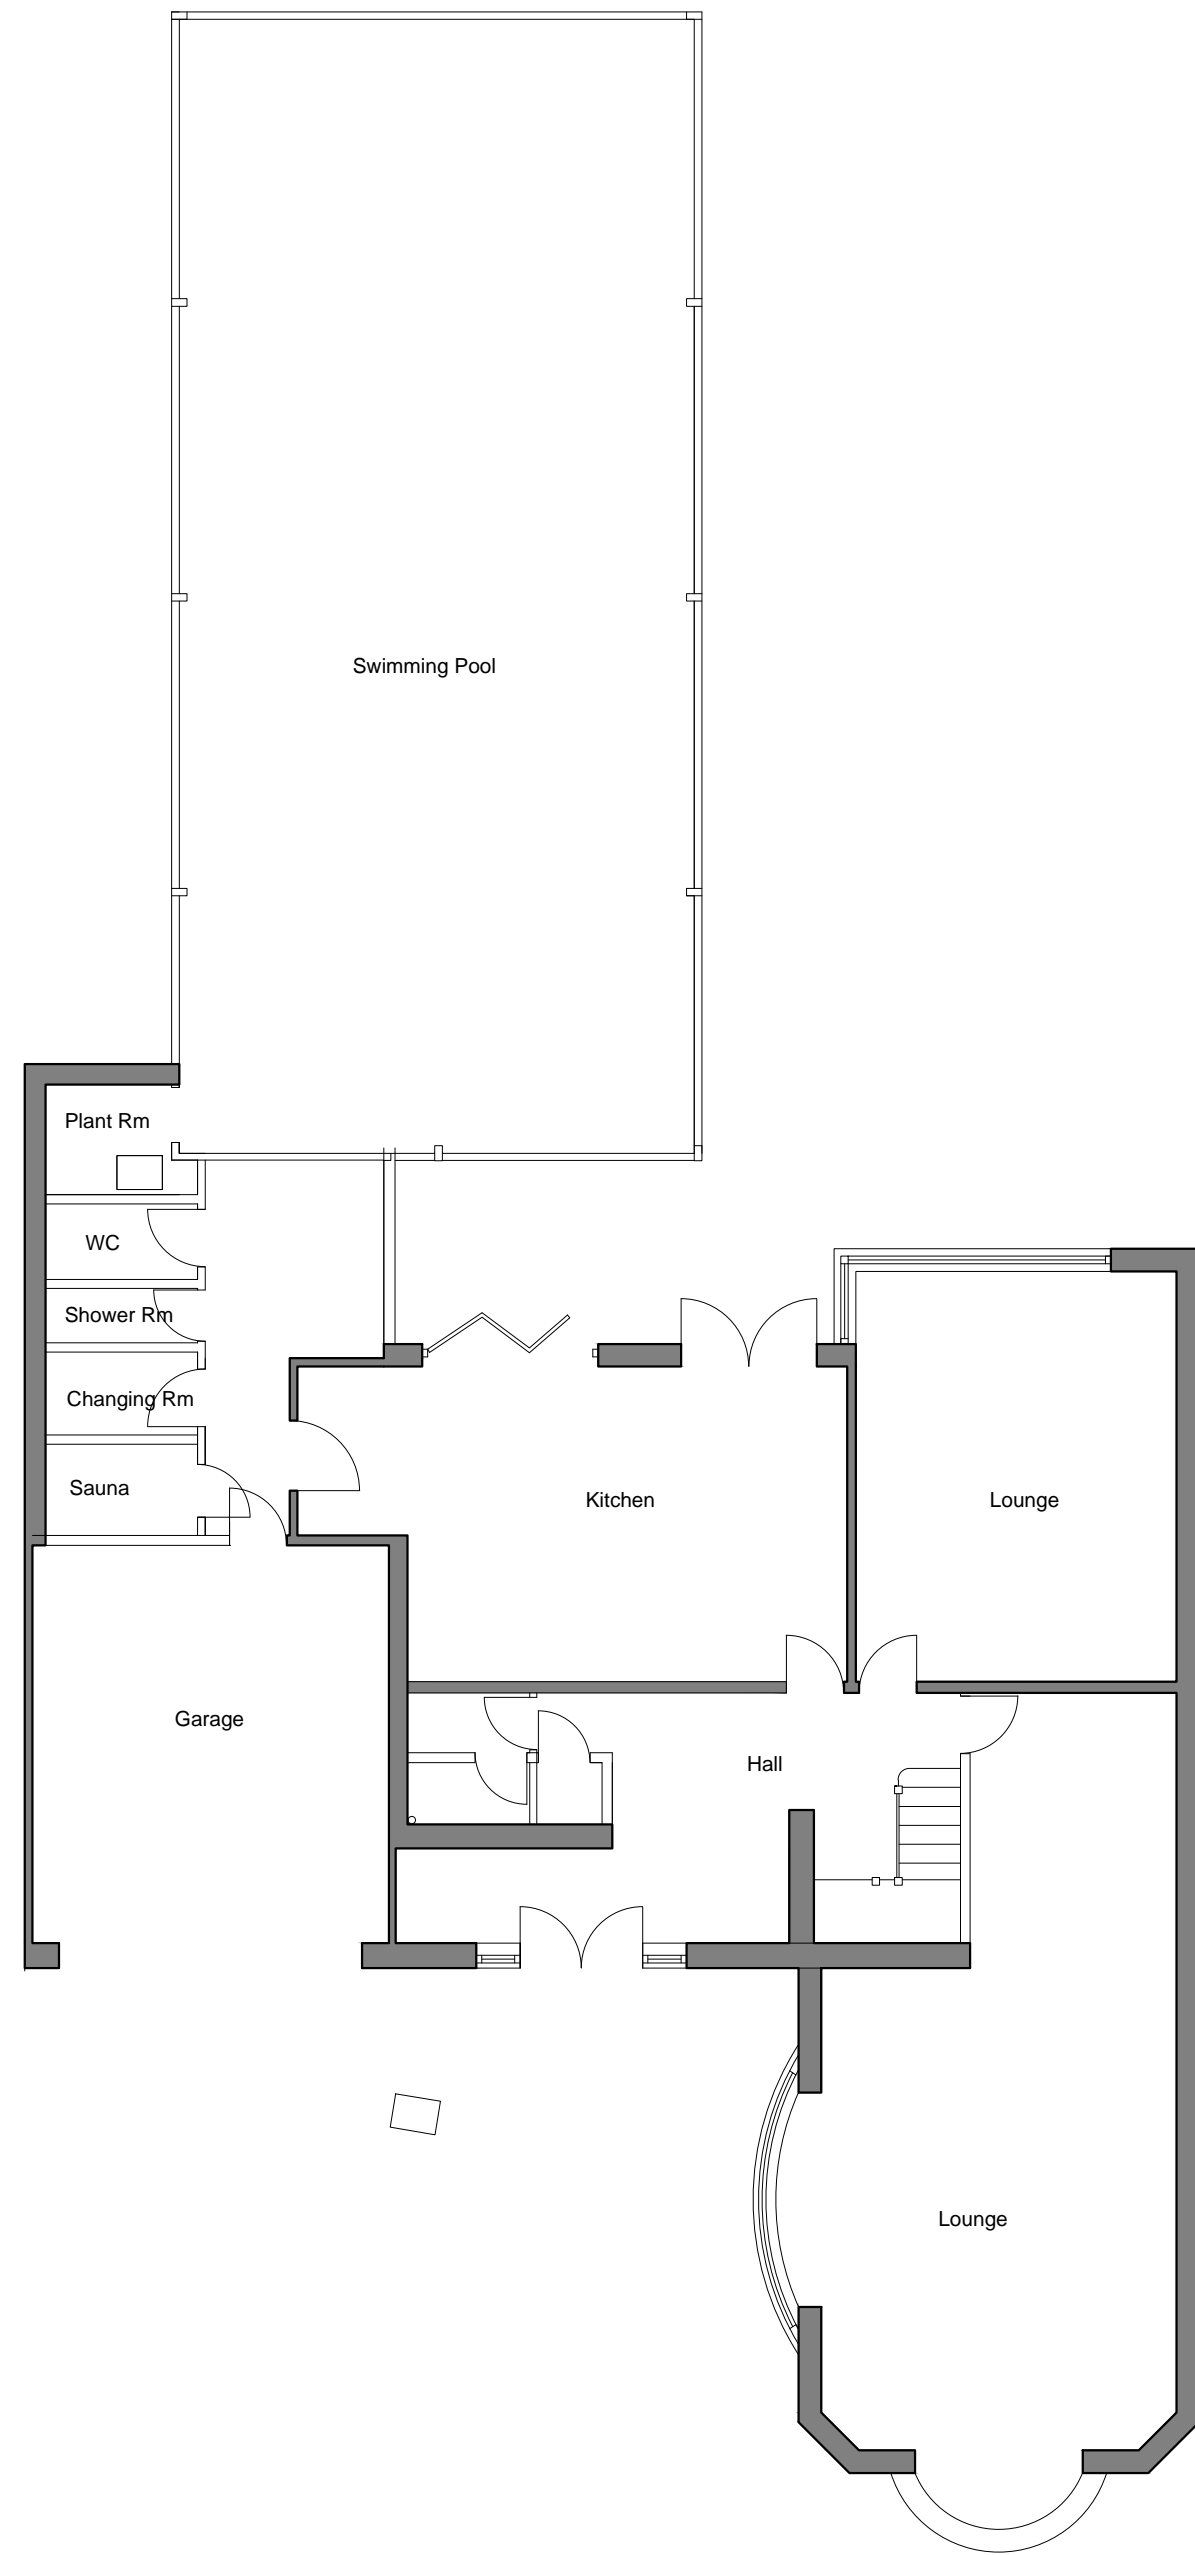 Swimming Pool
Plant Rm
WC
Shower Rm
Changing Rm
Sauna
Kitchen
Lounge
Garage
Hall
Lounge